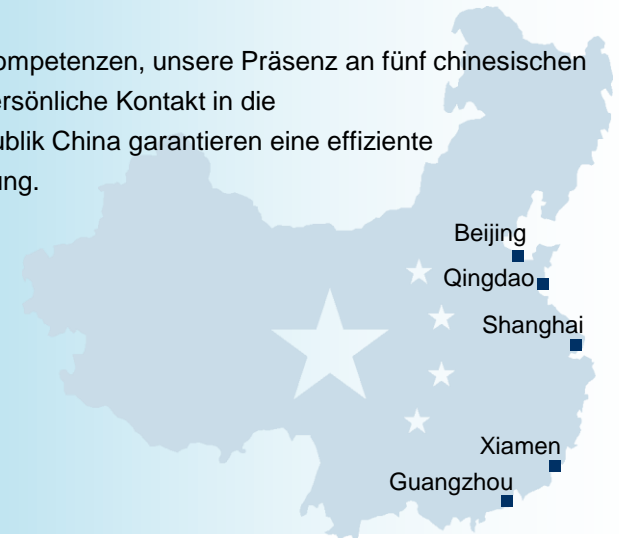 ompetenzen, unsere Präsenz an fünf chinesischen
ersönliche Kontakt in die
ublik China garantieren eine effiziente
ung.
Beijing
Qingdao
Shanghai
Xiamen
Guangzhou